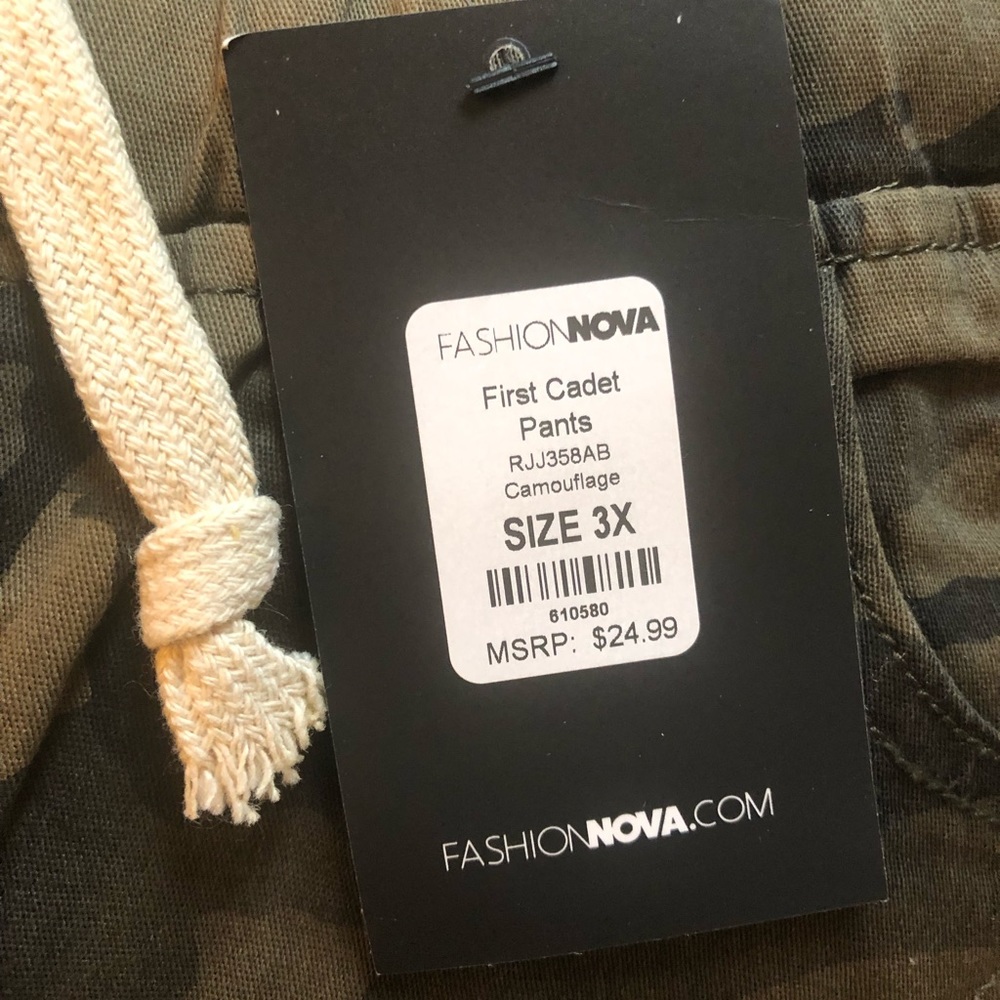 FASHIONNOVA
First Cadet
Pants
RJJ358AB
Camouflage
SIZE 3X
610580
MSRP: $24.99
FASHIONNOVA.COM